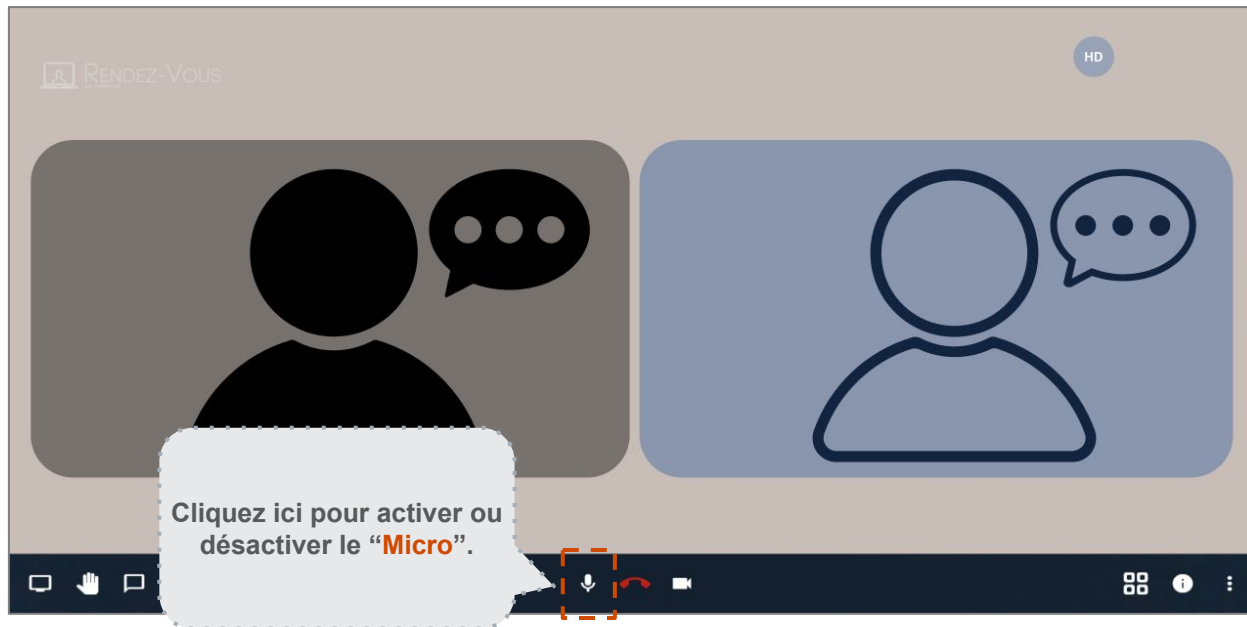 RENDEZ-VOUS
HD
Cliquez ici pour activer ou
désactiver le “Micro”.